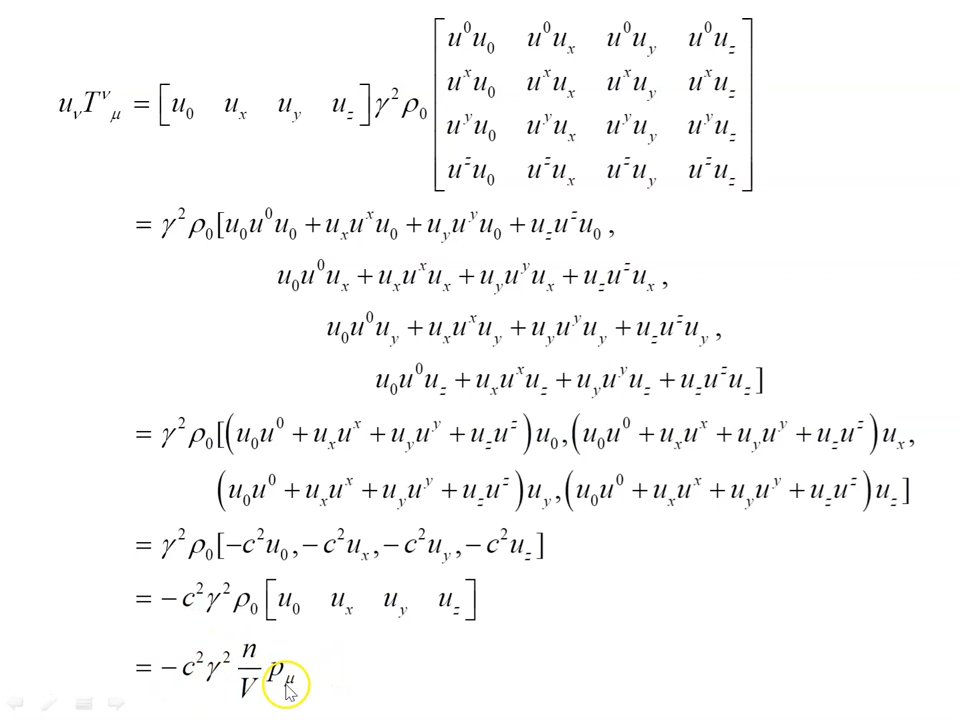 u_ν T^ν_μ = [u_0 u_x u_y u_z] γ^2 ρ_0 [u^0u_0 u^0u_x u^0u_y u^0u_z
u^xu_0 u^xu_x u^xu_y u^xu_z
u^yu_0 u^yu_x u^yu_y u^yu_z
u^zu_0 u^zu_x u^zu_y u^zu_z]
= γ^2 ρ_0 [u_0u^0u_0 + u_xu^xu_0 + u_yu^yu_0 + u_zu^zu_0 ,
u_0u^0u_x + u_xu^xu_x + u_yu^yu_x + u_zu^zu_x ,
u_0u^0u_y + u_xu^xu_y + u_yu^yu_y + u_zu^zu_y ,
u_0u^0u_z + u_xu^xu_z + u_yu^yu_z + u_zu^zu_z ]
= γ^2 ρ_0 [(u_0u^0 + u_xu^x + u_yu^y + u_zu^z) u_0 , (u_0u^0 + u_xu^x + u_yu^y + u_zu^z) u_x ,
(u_0u^0 + u_xu^x + u_yu^y + u_zu^z) u_y , (u_0u^0 + u_xu^x + u_yu^y + u_zu^z) u_z ]
= γ^2 ρ_0 [−c^2u_0 , −c^2u_x , −c^2u_y , −c^2u_z ]
= −c^2 γ^2 ρ_0 [u_0 u_x u_y u_z]
= −c^2 γ^2 n/V p_μ